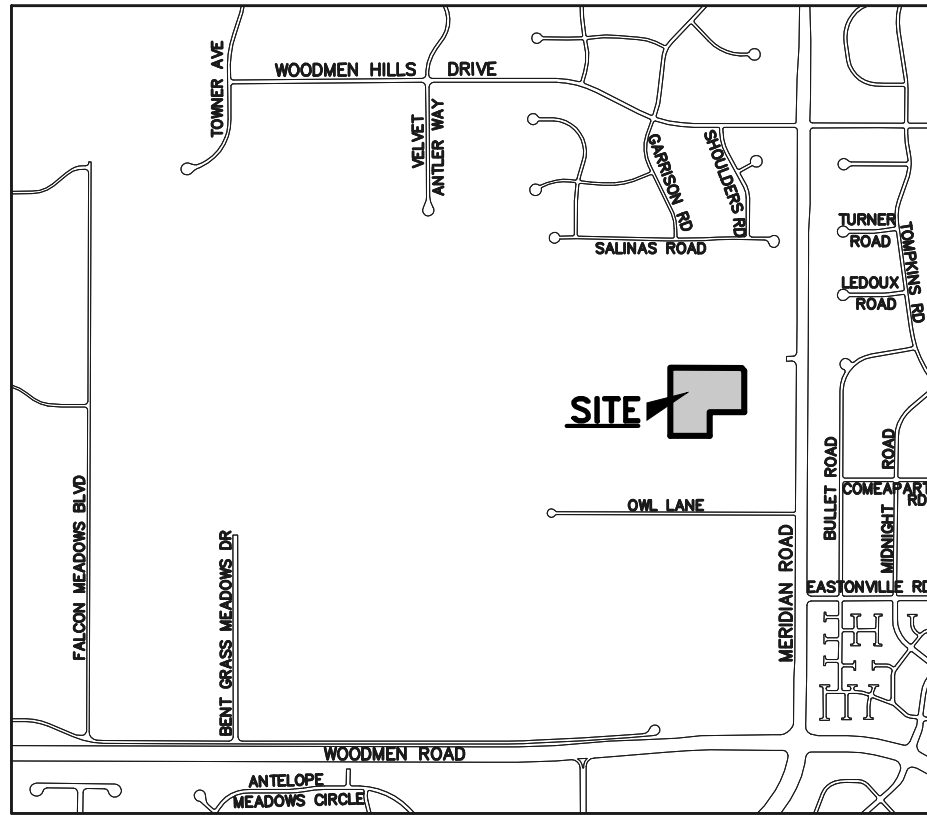 WOODMEN HILLS DRIVE
TOWNER AVE
VELVET
ANTLER WAY
GARRISON RD
SHOULDERS RD
SALINAS ROAD
TURNER
ROAD
TOMPKINS RD
LEDOUX
ROAD
SITE
OWL LANE
BULLET ROAD
MIDNIGHT ROAD
COMEAPART
RD
FALCON MEADOWS BLVD
BENT GRASS MEADOWS DR
MERIDIAN ROAD
EASTONVILLE RD
WOODMEN ROAD
ANTELOPE
MEADOWS CIRCLE